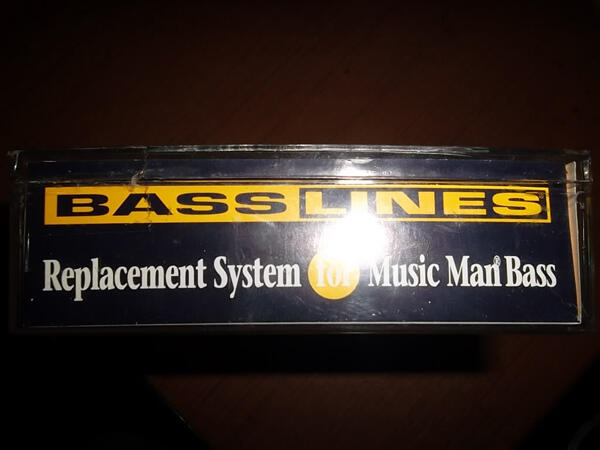 BASSLINES
Replacement System for Music Man® Bass